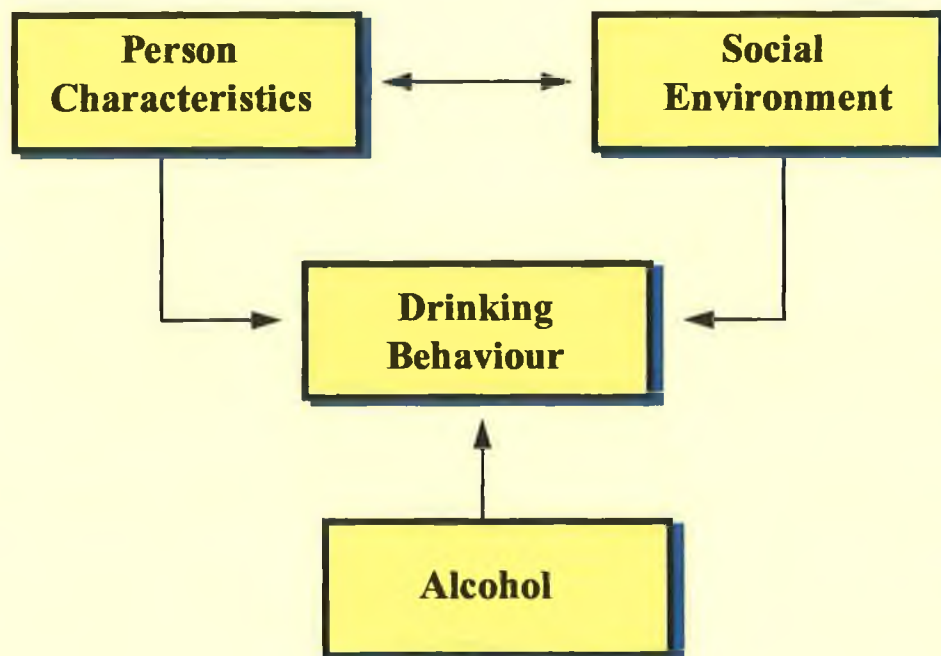 Person
Characteristics
Social
Environment
Drinking
Behaviour
Alcohol